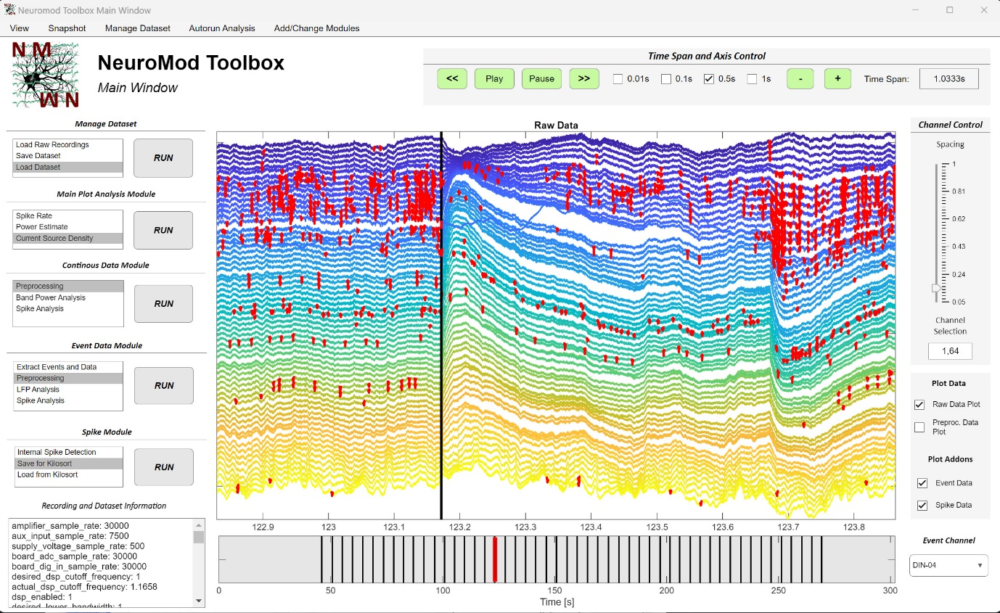 Neuromod Toolbox Main Window
View Snapshot Manage Dataset Autorun Analysis Add/Change Modules
N M
W N
NeuroMod Toolbox
Main Window
Time Span and Axis Control
<< Play Pause >> 0.01s 0.1s 0.5s 1s - + Time Span: 1.0333s
Manage Dataset
Load Raw Recordings
Save Dataset
Load Dataset
RUN
Main Plot Analysis Module
Spike Rate
Power Estimate
Current Source Density
RUN
Continous Data Module
Preprocessing
Band Power Analysis
Spike Analysis
RUN
Event Data Module
Extract Events and Data
Preprocessing
LFP Analysis
Spike Analysis
RUN
Spike Module
Internal Spike Detection
Save for Kilosort
Load from Kilosort
RUN
Recording and Dataset Information
amplifier_sample_rate: 30000
aux_input_sample_rate: 7500
supply_voltage_sample_rate: 500
board_adc_sample_rate: 30000
board_dig_in_sample_rate: 30000
desired_dsp_cutoff_frequency: 1
actual_dsp_cutoff_frequency: 1.1658
dsp_enabled: 1
desired_lower_bandwidth: 1
Raw Data
122.9 123 123.1 123.2 123.3 123.4 123.5 123.6 123.7 123.8
0 50 100 150 200 250 300
Time [s]
Channel Control
Spacing
1
0.81
0.62
0.43
0.24
0.05
Channel
Selection
1,64
Plot Data
Raw Data Plot
Preproc. Data
Plot
Plot Addons
Event Data
Spike Data
Event Channel
DIN-04